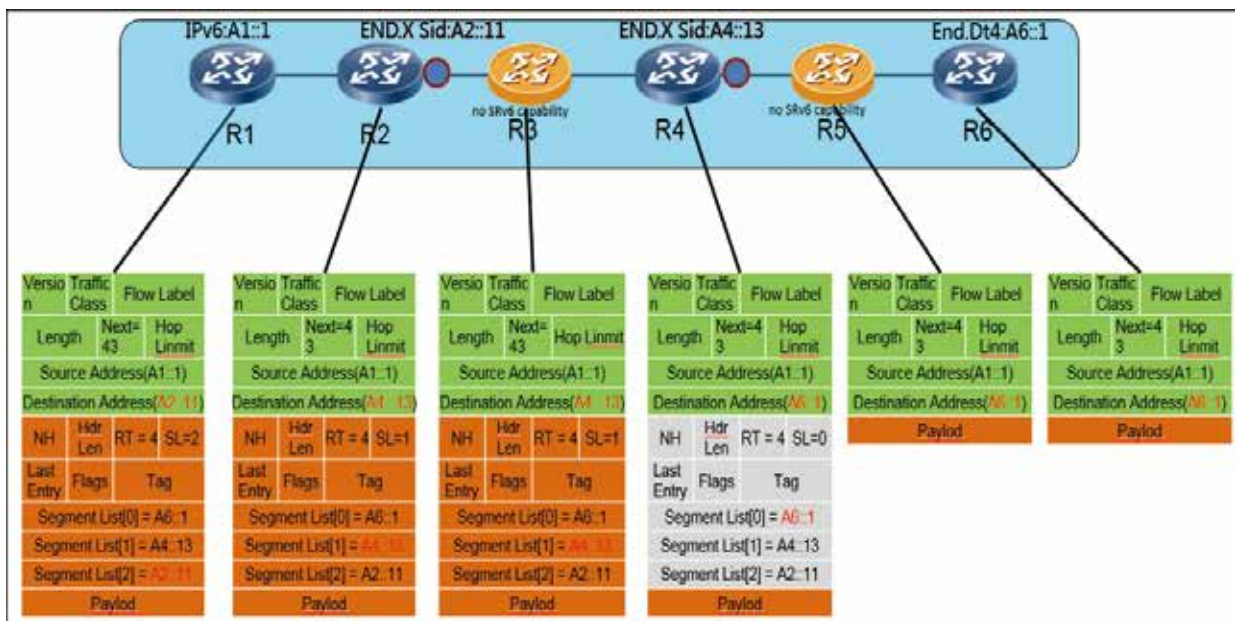 IPv6:A1::1
END.X Sid:A2::11
END.X Sid:A4::13
End.Dt4:A6::1
no SRv6 capability
no SRv6 capability
R1
R2
R3
R4
R5
R6
Versio
n
Traffic
Class
Flow Label
Length
Next=
43
Hop
Linmit
Source Address(A1::1)
Destination Address(A2::11)
NH
Hdr
Len
RT = 4
SL=2
Last
Entry
Flags
Tag
Segment List[0] = A6::1
Segment List[1] = A4::13
Segment List[2] = A2::11
Paylod
Versio
n
Traffic
Class
Flow Label
Length
Next=4
3
Hop
Linmit
Source Address(A1::1)
Destination Address(A4::13)
NH
Hdr
Len
RT = 4
SL=1
Last
Entry
Flags
Tag
Segment List[0] = A6::1
Segment List[1] = A4::13
Segment List[2] = A2::11
Paylod
Versio
n
Traffic
Class
Flow Label
Length
Next=
43
Hop Linmit
Source Address(A1::1)
Destination Address(A4::13)
NH
Hdr
Len
RT = 4
SL=1
Last
Entry
Flags
Tag
Segment List[0] = A6::1
Segment List[1] = A4::13
Segment List[2] = A2::11
Paylod
Versio
n
Traffic
Class
Flow Label
Length
Next=4
3
Hop
Linmit
Source Address(A1::1)
Destination Address(A6::1)
NH
Hdr
Len
RT = 4
SL=0
Last
Entry
Flags
Tag
Segment List[0] = A6::1
Segment List[1] = A4::13
Segment List[2] = A2::11
Paylod
Versio
n
Traffic
Class
Flow Label
Length
Next=4
3
Hop
Linmit
Source Address(A1::1)
Destination Address(A6::1)
Paylod
Versio
n
Traffic
Class
Flow Label
Length
Next=4
3
Hop
Linmit
Source Address(A1::1)
Destination Address(A6::1)
Paylod